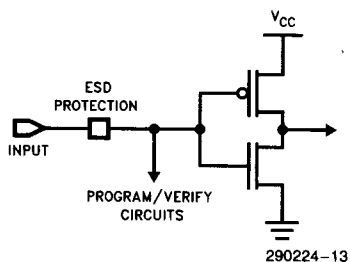 VCC
ESD
PROTECTION
INPUT
PROGRAM/VERIFY
CIRCUITS
290224-13